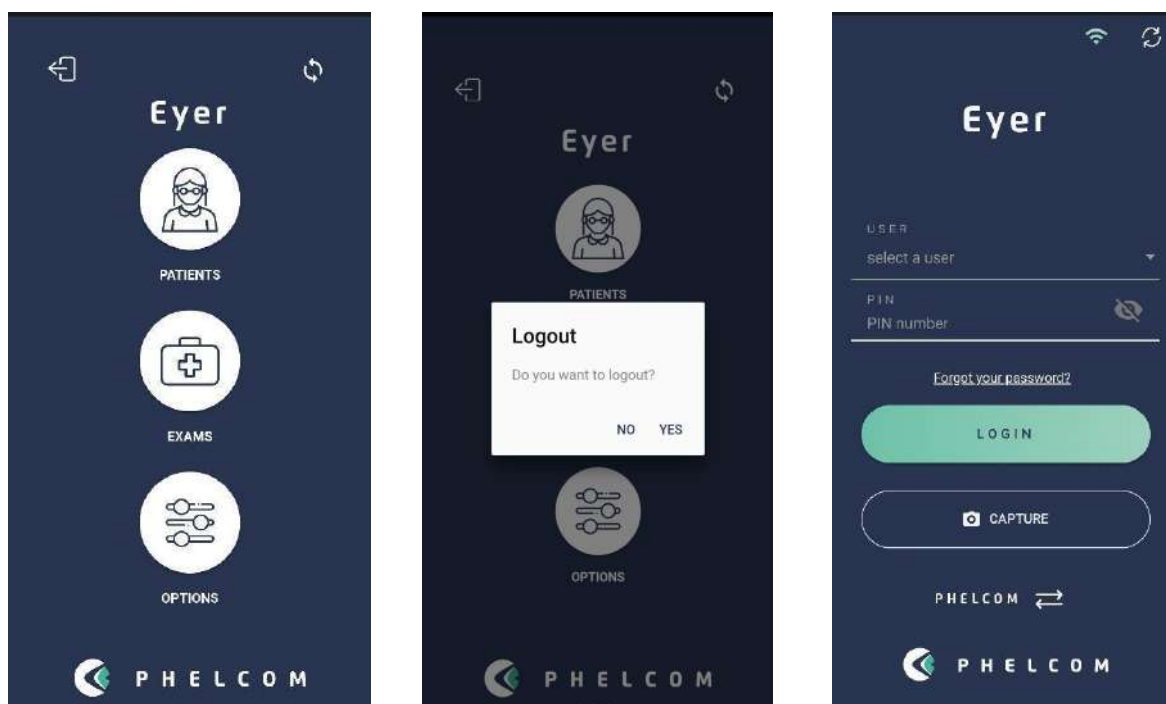 Eyer
PATIENTS
EXAMS
OPTIONS
PHELCOM
Eyer
PATIENTS
Logout
Do you want to logout?
NO YES
OPTIONS
PHELCOM
Eyer
USER
select a user
PIN
PIN number
Forgot your password?
LOGIN
CAPTURE
PHELCOM
PHELCOM